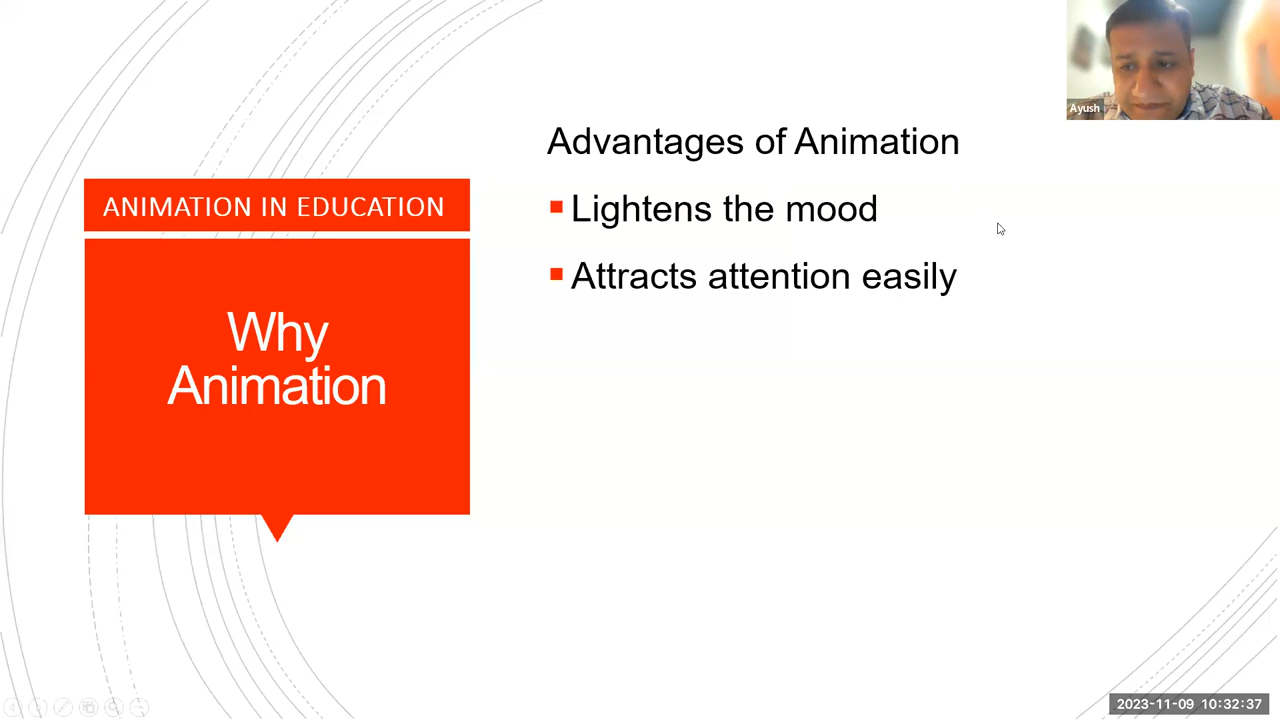 Ayush
Advantages of Animation
Lightens the mood
Attracts attention easily
ANIMATION IN EDUCATION
Why
Animation
2023-11-09 10:32:37